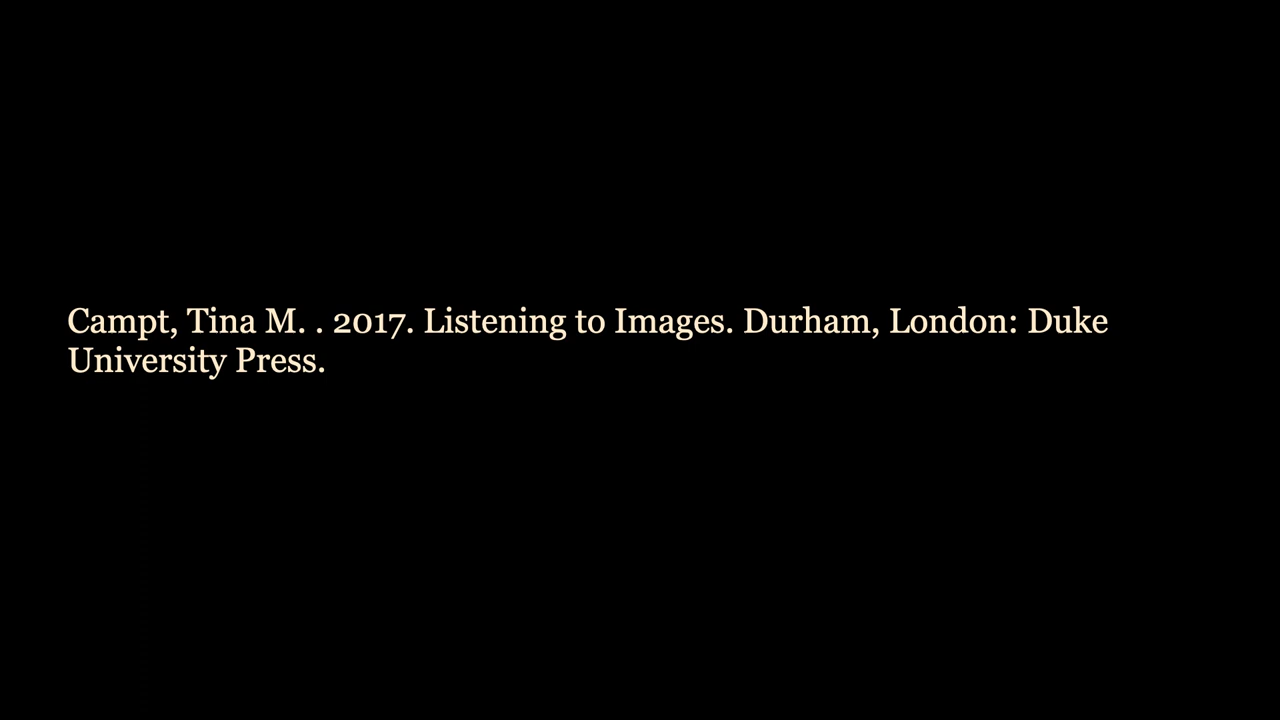 Campt, Tina M. . 2017. Listening to Images. Durham, London: Duke
University Press.